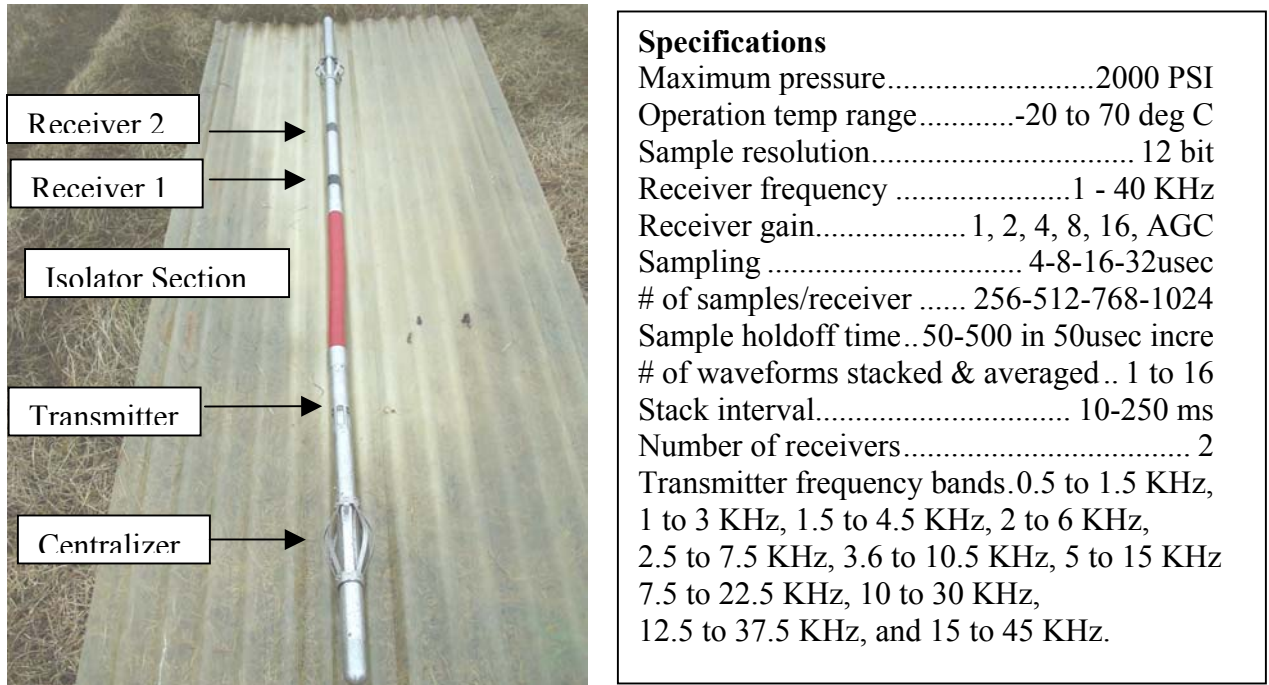 Receiver 2
Receiver 1
Isolator Section
Transmitter
Centralizer
Specifications
Maximum pressure..........................2000 PSI
Operation temp range............-20 to 70 deg C
Sample resolution................................. 12 bit
Receiver frequency ......................1 - 40 KHz
Receiver gain................... 1, 2, 4, 8, 16, AGC
Sampling ................................. 4-8-16-32usec
# of samples/receiver ...... 256-512-768-1024
Sample holdoff time..50-500 in 50usec incre
# of waveforms stacked & averaged.. 1 to 16
Stack interval................................ 10-250 ms
Number of receivers.................................... 2
Transmitter frequency bands.0.5 to 1.5 KHz,
1 to 3 KHz, 1.5 to 4.5 KHz, 2 to 6 KHz,
2.5 to 7.5 KHz, 3.6 to 10.5 KHz, 5 to 15 KHz
7.5 to 22.5 KHz, 10 to 30 KHz,
12.5 to 37.5 KHz, and 15 to 45 KHz.